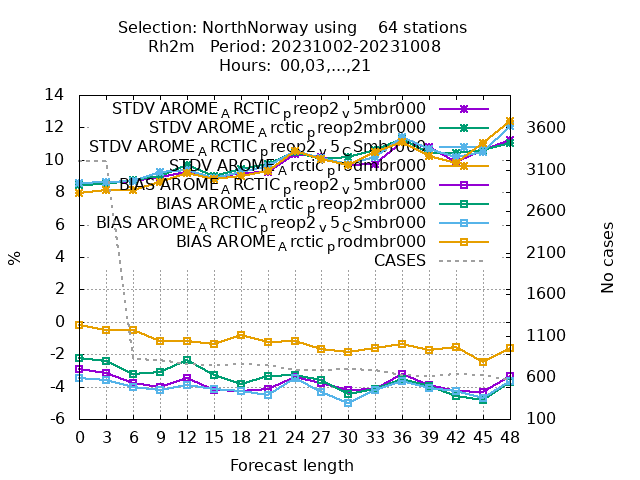 Selection: NorthNorway using 64 stations
Rh2m Period: 20231002-20231008
Hours: 00,03,...,21
STDV AROME_ARCTIC_preop2_v5mbr000
STDV AROME_Arctic_preop2mbr000
STDV AROME_ARCTIC_preop2_v5_CSmbr000
STDV AROME_Arctic_prodmbr000
BIAS AROME_ARCTIC_preop2_v5mbr000
BIAS AROME_Arctic_preop2mbr000
BIAS AROME_ARCTIC_preop2_v5_CSmbr000
BIAS AROME_Arctic_prodmbr000
CASES
14
12
10
8
6
4
2
0
-2
-4
-6
%
3600
3100
2600
2100
1600
1100
600
100
No cases
0 3 6 9 12 15 18 21 24 27 30 33 36 39 42 45 48
Forecast length